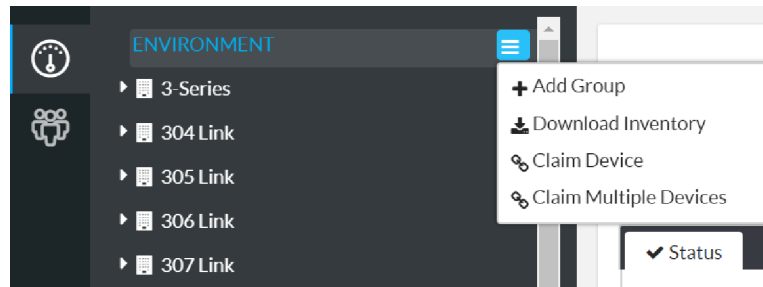 ENVIRONMENT
3-Series
304 Link
305 Link
306 Link
307 Link
Add Group
Download Inventory
Claim Device
Claim Multiple Devices
Status